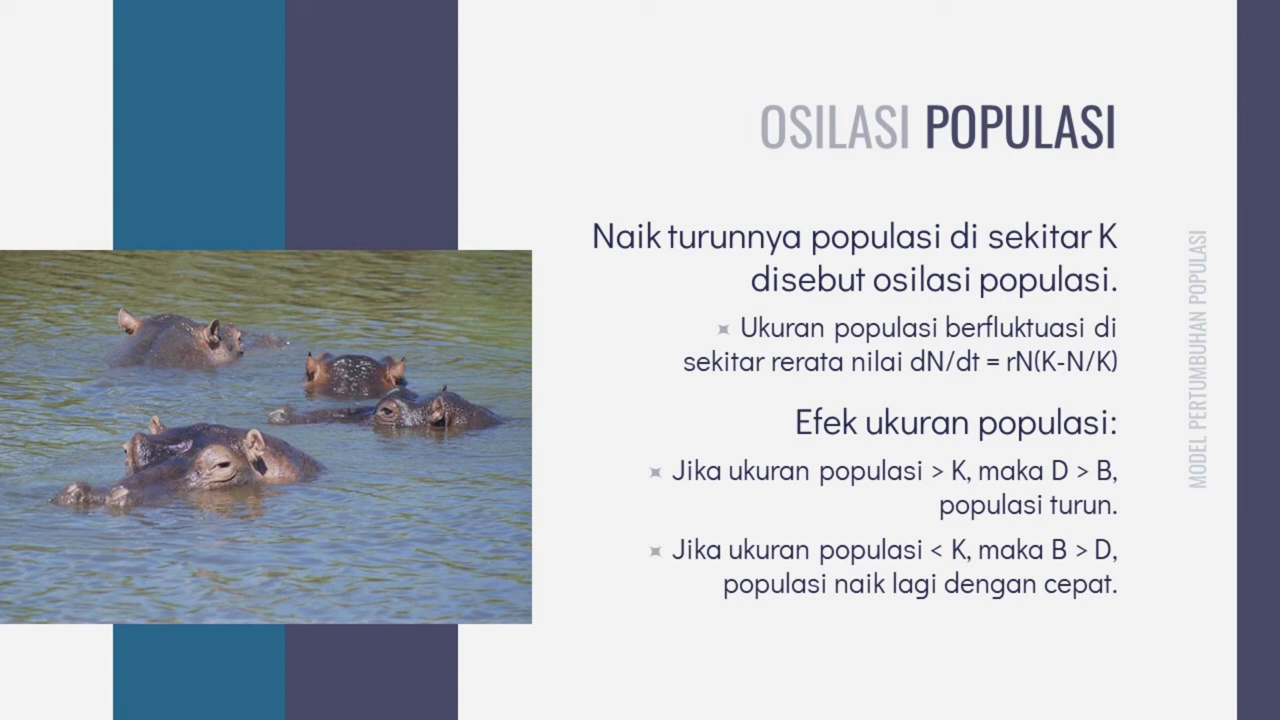 OSILASI POPULASI
Naik turunnya populasi di sekitar K
disebut osilasi populasi.
Ukuran populasi berfluktuasi di
sekitar rerata nilai dN/dt = rN(K-N/K)
Efek ukuran populasi:
Jika ukuran populasi > K, maka D > B,
populasi turun.
Jika ukuran populasi < K, maka B > D,
populasi naik lagi dengan cepat.
MODEL PERTUMBUHAN POPULASI